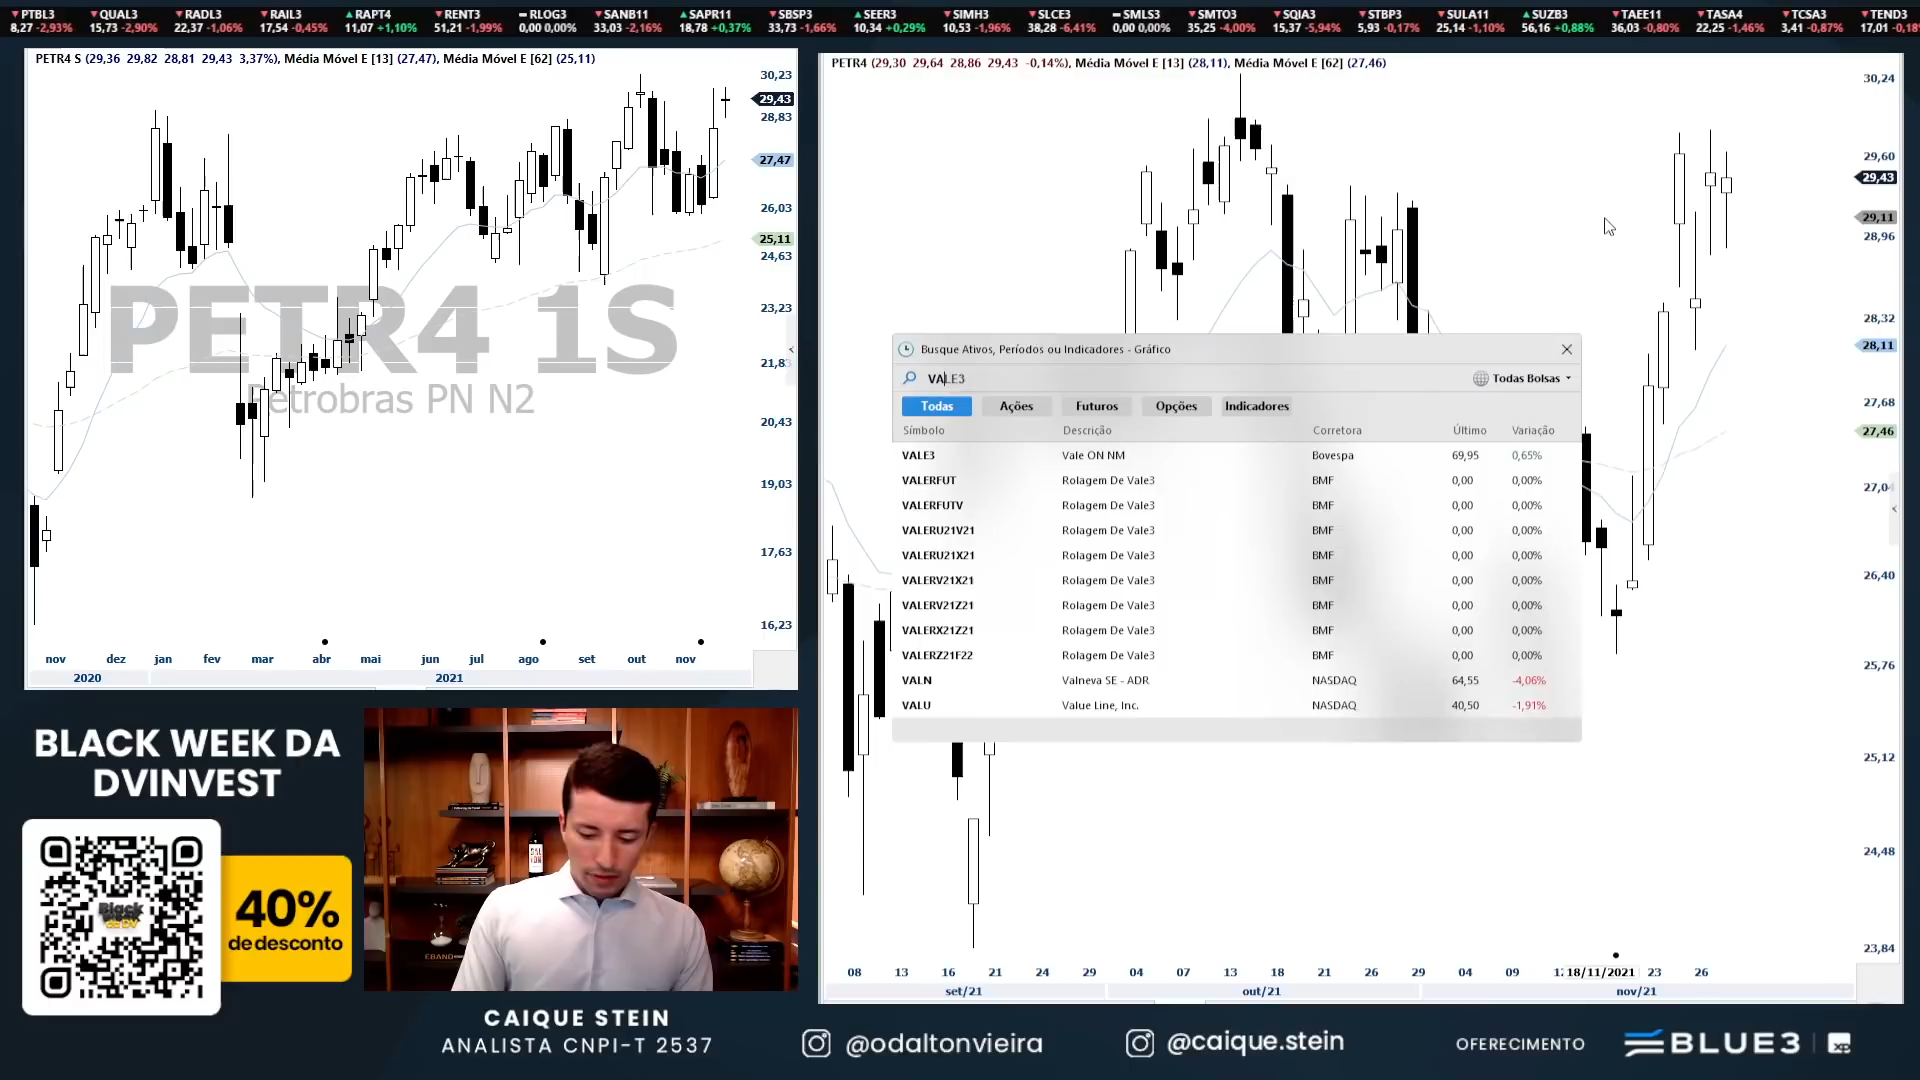 PTBL3 QUAL3 RADL3 RAIL3 RAPT4 RENT3 RLOG3 SANB11 SAPR11 SBSP3 SEER3 SIMH3 SLCE3 SMLS3 SMTO3 SQIA3 STBP3 SULA11 SUZB3 TAEE11 TASA4 TCSA3 TEND3
8,27 -2,93% 15,73 -2,90% 22,37 -1,06% 17,54 -0,45% 11,07 +1,10% 51,21 -1,99% 0,00 0,00% 33,03 -2,16% 18,78 +0,37% 33,73 -1,66% 10,34 +0,29% 10,53 -1,96% 38,28 -6,41% 0,00 0,00% 35,25 -4,00% 15,37 -5,94% 5,93 -0,17% 25,14 -1,10% 56,16 +0,88% 36,03 -0,80% 22,25 -1,46% 3,41 -0,87% 17,01
PETR4 S (29,36 29,82 28,81 29,43 3,37%), Média Móvel E [13] (27,47), Média Móvel E [62] (25,11)
30,23
29,43
28,83
27,47
26,03
25,11
24,63
23,23
21,83
20,43
19,03
17,63
16,23
PETR4 1S
Petrobras PN N2
nov dez jan fev mar abr mai jun jul ago set out nov
2020 2021
PETR4 (29,30 29,64 28,86 29,43 -0,14%), Média Móvel E [13] (28,11), Média Móvel E [62] (27,46)
30,24
29,60
29,43
29,11
28,96
28,32
28,11
27,68
27,46
27,04
26,40
25,76
25,12
24,48
23,84
Busque Ativos, Períodos ou Indicadores - Gráfico
VALE3 Todas Bolsas
Todas Ações Futuros Opções Indicadores
Símbolo Descrição Corretora Último Variação
VALE3 Vale ON NM Bovespa 69,95 0,65%
VALERFUT Rolagem De Vale3 BMF 0,00 0,00%
VALERFUTV Rolagem De Vale3 BMF 0,00 0,00%
VALERU21V21 Rolagem De Vale3 BMF 0,00 0,00%
VALERU21X21 Rolagem De Vale3 BMF 0,00 0,00%
VALERV21X21 Rolagem De Vale3 BMF 0,00 0,00%
VALERV21Z21 Rolagem De Vale3 BMF 0,00 0,00%
VALERX21Z21 Rolagem De Vale3 BMF 0,00 0,00%
VALERZ21F22 Rolagem De Vale3 BMF 0,00 0,00%
VALN Valneva SE - ADR NASDAQ 64,55 -4,06%
VALU Value Line, Inc. NASDAQ 40,50 -1,91%
08 13 16 21 24 29 04 07 13 18 21 26 29 04 09 18/11/2021 23 26
set/21 out/21 nov/21
BLACK WEEK DA
DVINVEST
Black
Week
da DV
40%
de desconto
EBANO
CAIQUE STEIN
ANALISTA CNPI-T 2537
@odaltonvieira
@caique.stein
OFERECIMENTO
BLUE3
xp